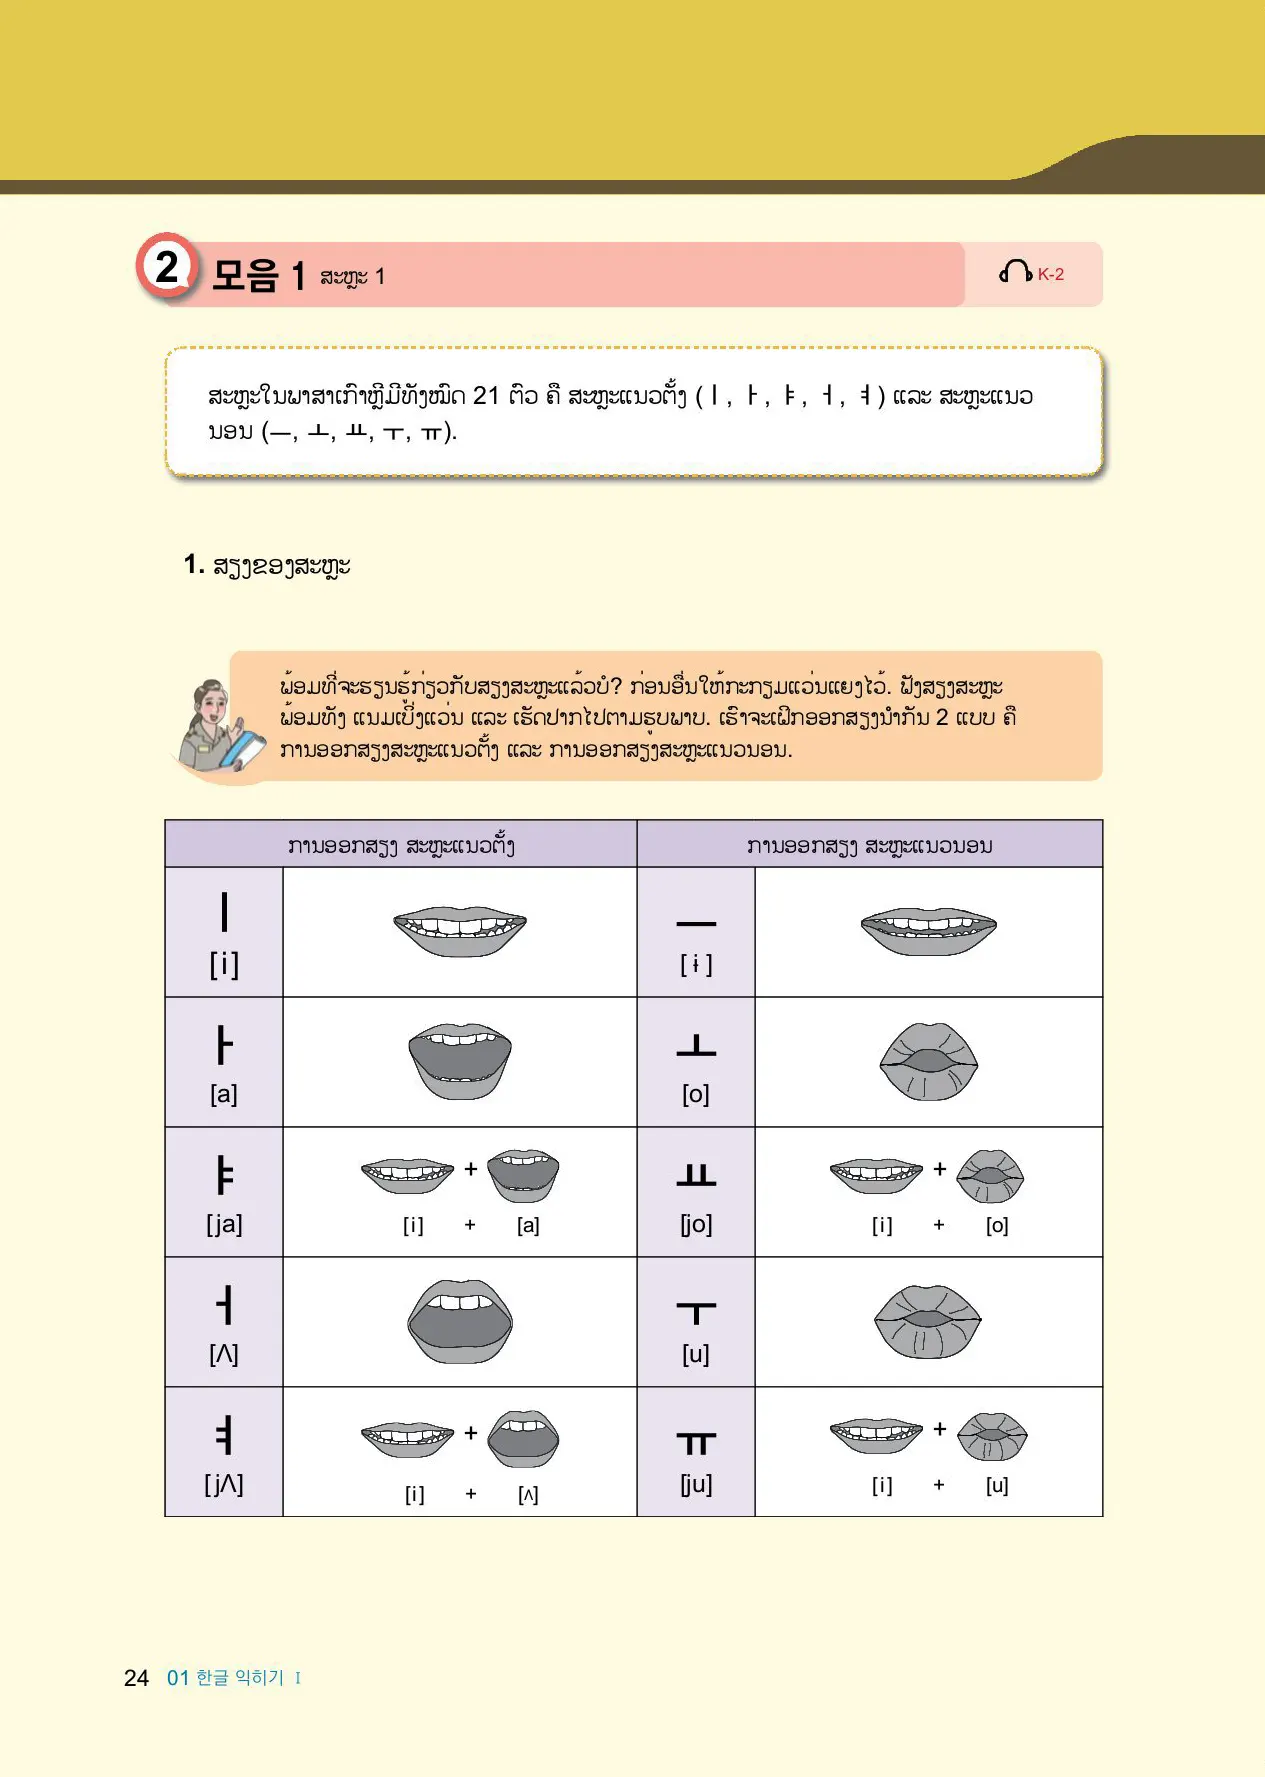 2 모음 1 ສະຫຼະ 1 K-2
ສະຫຼະໃນພາສາເກົາຫຼີມີທັງໝົດ 21 ຕົວ ຄື ສະຫຼະແນວຕັ້ງ (ㅣ, ㅏ, ㅑ, ㅓ, ㅕ) ແລະ ສະຫຼະແນວ
ນອນ (ㅡ, ㅗ, ㅛ, ㅜ, ㅠ).
1. ສຽງຂອງສະຫຼະ
ພ້ອມທີ່ຈະຮຽນຮູ້ກ່ຽວກັບສຽງສະຫຼະແລ້ວບໍ? ກ່ອນອື່ນໃຫ້ກະກຽມແວ່ນແຍງໄວ້. ຟັງສຽງສະຫຼະ
ພ້ອມທັງ ແນມເບິ່ງແວ່ນ ແລະ ເຮັດປາກໄປຕາມຮູບພາບ. ເຮົາຈະເຝິກອອກສຽງນໍາກັນ 2 ແບບ ຄື
ການອອກສຽງສະຫຼະແນວຕັ້ງ ແລະ ການອອກສຽງສະຫຼະແນວນອນ.
ການອອກສຽງ ສະຫຼະແນວຕັ້ງ ການອອກສຽງ ສະຫຼະແນວນອນ
ㅣ ㅡ
[i] [ɨ]
ㅏ ㅗ
[a] [o]
ㅑ + ㅛ +
[ja] [i] + [a] [jo] [i] + [o]
ㅓ ㅜ
[Λ] [u]
ㅕ + ㅠ +
[jΛ] [i] + [Λ] [ju] [i] + [u]
24 01 한글 익히기 Ⅰ